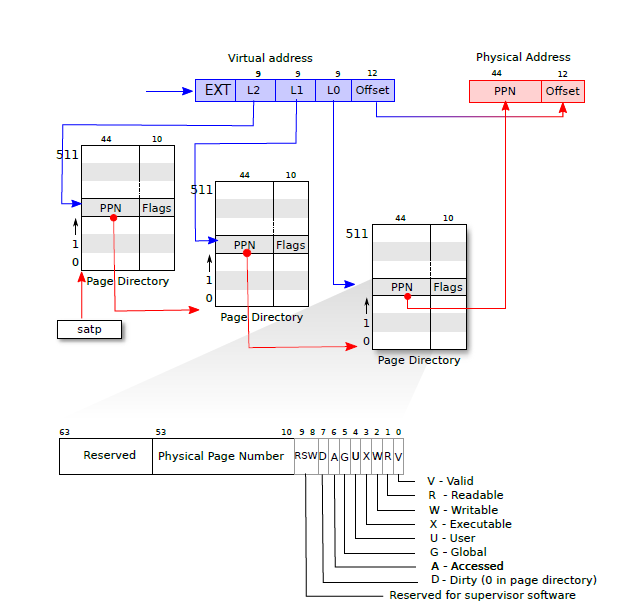 Virtual address
Physical Address
9 9 9 12
44 12
EXT L2 L1 L0 Offset
PPN Offset
44 10
511
PPN Flags
1
0
Page Directory
satp
44 10
511
PPN Flags
1
0
Page Directory
44 10
511
PPN Flags
1
0
Page Directory
63 53 10 9 8 7 6 5 4 3 2 1 0
Reserved Physical Page Number RSW D A G U X W R V
V - Valid
R - Readable
W - Writable
X - Executable
U - User
G - Global
A - Accessed
D - Dirty (0 in page directory)
Reserved for supervisor software